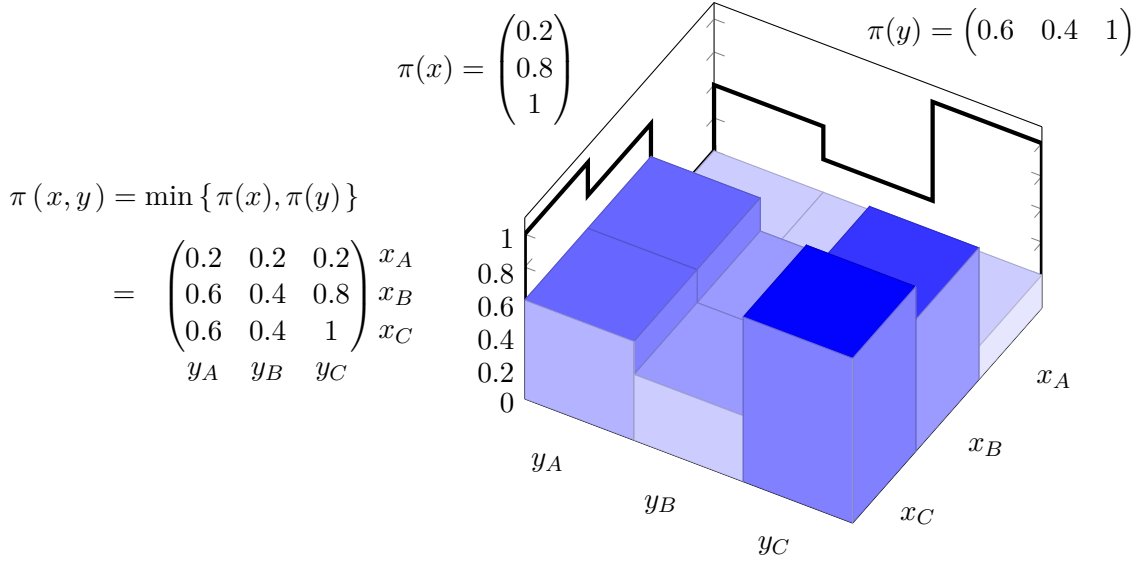 π(x) = (0.2
0.8
1)
π(y) = (0.6 0.4 1)
π(x, y) = min{π(x), π(y)}
= (0.2 0.2 0.2) x_A
(0.6 0.4 0.8) x_B
(0.6 0.4 1) x_C
y_A y_B y_C
1
0.8
0.6
0.4
0.2
0
y_A
y_B
y_C
x_C
x_B
x_A